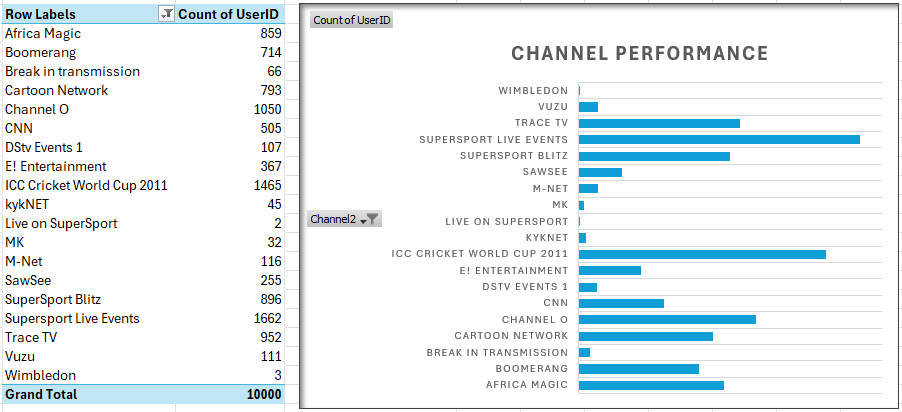 Row Labels Count of UserID
Africa Magic 859
Boomerang 714
Break in transmission 66
Cartoon Network 793
Channel O 1050
CNN 505
DStv Events 1 107
E! Entertainment 367
ICC Cricket World Cup 2011 1465
kykNET 45
Live on SuperSport 2
MK 32
M-Net 116
SawSee 255
SuperSport Blitz 896
Supersport Live Events 1662
Trace TV 952
Vuzu 111
Wimbledon 3
Grand Total 10000
Count of UserID
CHANNEL PERFORMANCE
WIMBLEDON
VUZU
TRACE TV
SUPERSPORT LIVE EVENTS
SUPERSPORT BLITZ
SAWSEE
M-NET
MK
LIVE ON SUPERSPORT
KYKNET
ICC CRICKET WORLD CUP 2011
E! ENTERTAINMENT
DSTV EVENTS 1
CNN
CHANNEL O
CARTOON NETWORK
BREAK IN TRANSMISSION
BOOMERANG
AFRICA MAGIC
Channel2